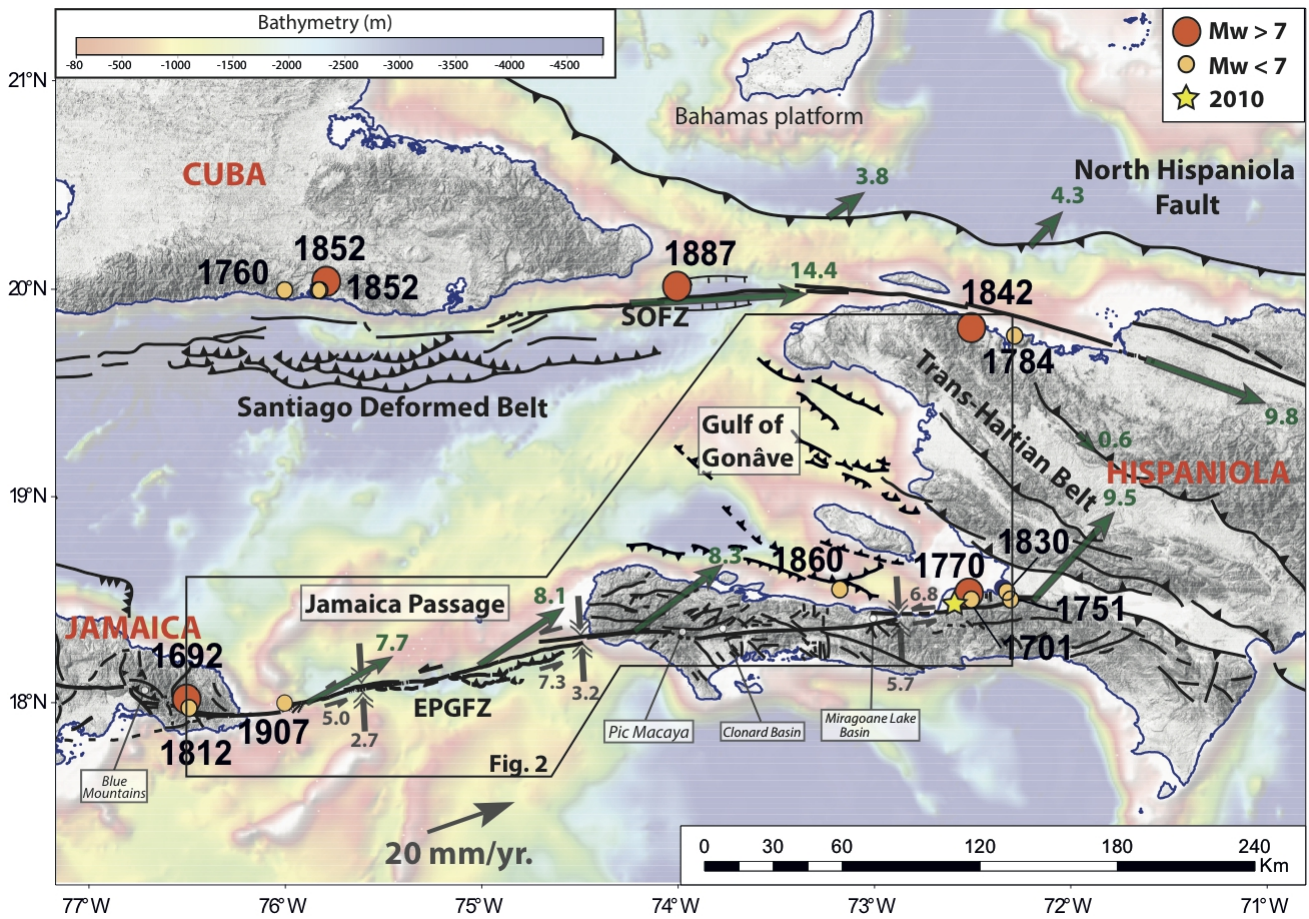 Bathymetry (m)
-80 -500 -1000 -1500 -2000 -2500 -3000 -3500 -4000 -4500
Mw > 7
Mw < 7
2010
21°N
20°N
19°N
18°N
Bahamas platform
CUBA
North Hispaniola
Fault
3.8
4.3
1852
1760
1852
1887
14.4
SOFZ
1842
1784
Santiago Deformed Belt
Trans-Haitian Belt
9.8
Gulf of
Gonâve
0.6
HISPANIOLA
9.5
1830
1860
1770
8.3
6.8
Jamaica Passage
8.1
1751
1701
JAMAICA
1692
7.7
7.3
3.2
5.7
5.0
2.7
EPGFZ
1907
1812
Pic Macaya
Clonard Basin
Miragoane Lake
Basin
Blue
Mountains
Fig. 2
20 mm/yr.
0 30 60 120 180 240
Km
77°W 76°W 75°W 74°W 73°W 72°W 71°W